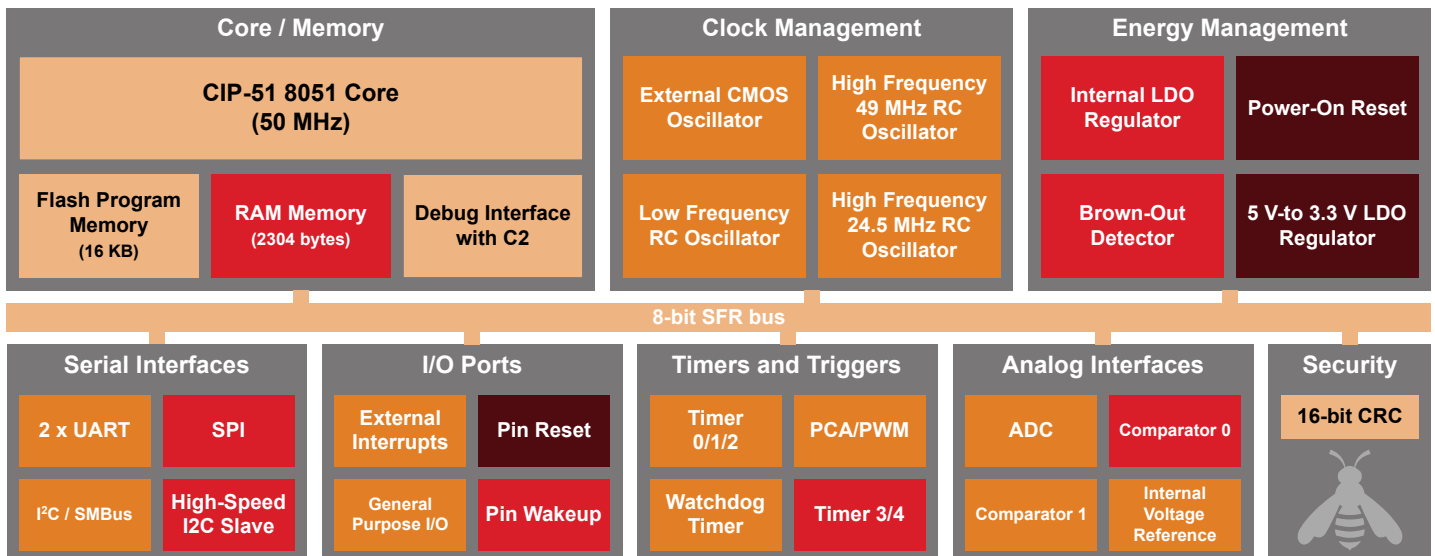 Core / Memory
CIP-51 8051 Core
(50 MHz)
Flash Program
Memory
(16 KB)
RAM Memory
(2304 bytes)
Debug Interface
with C2
Clock Management
External CMOS
Oscillator
High Frequency
49 MHz RC
Oscillator
Low Frequency
RC Oscillator
High Frequency
24.5 MHz RC
Oscillator
Energy Management
Internal LDO
Regulator
Power-On Reset
Brown-Out
Detector
5 V-to 3.3 V LDO
Regulator
8-bit SFR bus
Serial Interfaces
2 x UART
SPI
I²C / SMBus
High-Speed
I2C Slave
I/O Ports
External
Interrupts
Pin Reset
General
Purpose I/O
Pin Wakeup
Timers and Triggers
Timer
0/1/2
PCA/PWM
Watchdog
Timer
Timer 3/4
Analog Interfaces
ADC
Comparator 0
Comparator 1
Internal
Voltage
Reference
Security
16-bit CRC